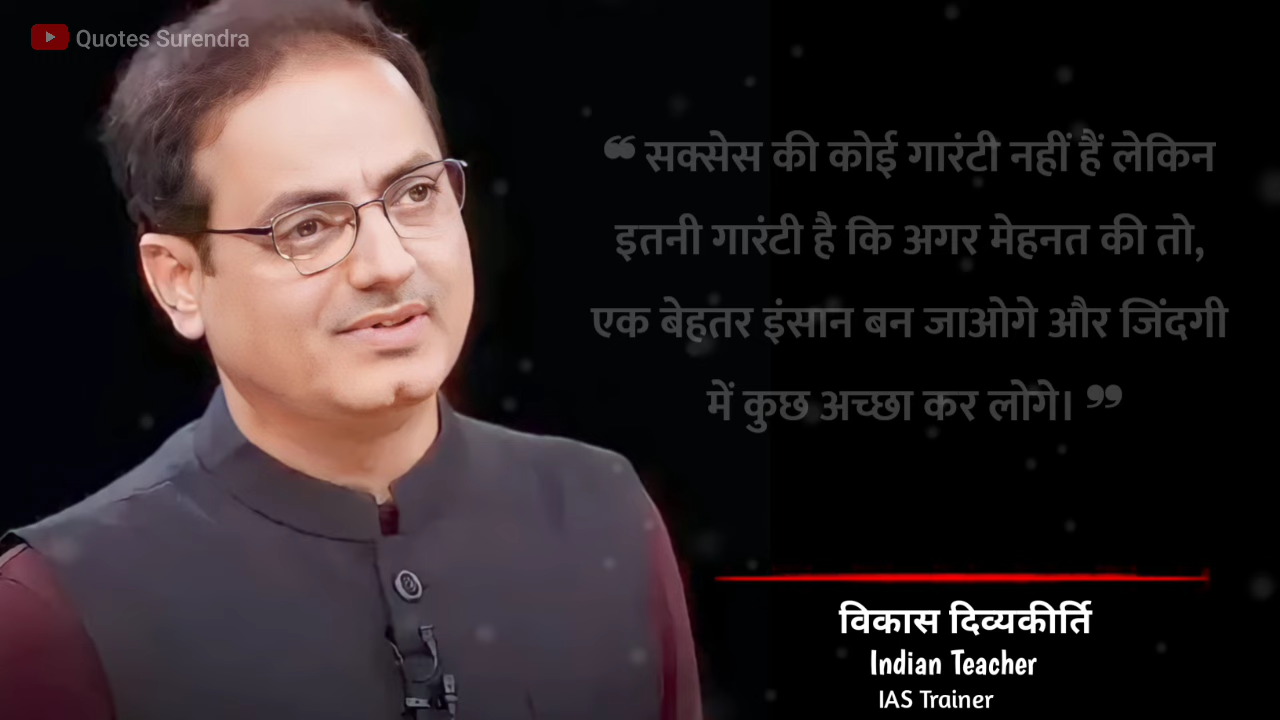 Quotes Surendra
❝ सक्सेस की कोई गारंटी नहीं हैं लेकिन
इतनी गारंटी है कि अगर मेहनत की तो,
एक बेहतर इंसान बन जाओगे और जिंदगी
में कुछ अच्छा कर लोगे। ❞
विकास दिव्यकीर्ति
Indian Teacher
IAS Trainer